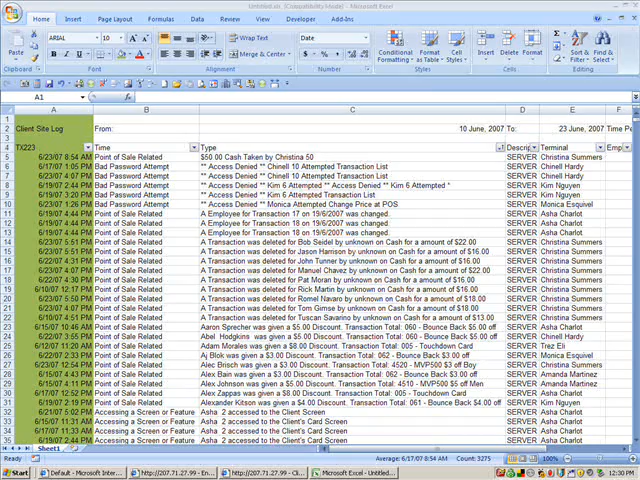 Untitled.xls [Compatibility Mode] - Microsoft Excel
Home Insert Page Layout Formulas Data Review View Developer Add-Ins
Paste ARIAL 10 Wrap Text Date Conditional Formatting Format as Table Cell Styles Insert Delete Format Sort & Filter Find & Select
B I U Merge & Center $ % ,
Clipboard Font Alignment Number Styles Cells Editing
A1 fx
A B C D E F
1
2 Client Site Log From: 10 June, 2007 To: 23 June, 2007 Time Pe
3
4 TX223 Time Type Descrip Terminal Emp
5 6/23/07 8:54 AM Point of Sale Related $50.00 Cash Taken by Christina 50 SERVER Christina Summers
6 6/17/07 1:05 PM Bad Password Attempt ** Access Denied ** Chinell 10 Attempted Transaction List SERVER Chinell Hardy
7 6/23/07 4:07 PM Bad Password Attempt ** Access Denied ** Chinell 10 Attempted Transaction List SERVER Chinell Hardy
8 6/19/07 2:44 PM Bad Password Attempt ** Access Denied ** Kim 6 Attempted ** Access Denied ** Kim 6 Attempted * SERVER Kim Nguyen
9 6/19/07 3:20 PM Bad Password Attempt ** Access Denied ** Kim 6 Attempted Transaction List SERVER Kim Nguyen
10 6/23/07 1:26 PM Bad Password Attempt ** Access Denied ** Monica Attempted Change Price at POS SERVER Monica Esquivel
11 6/19/07 4:44 PM Point of Sale Related A Employee for Transaction 17 on 19/6/2007 was changed. SERVER Asha Charlot
12 6/19/07 4:44 PM Point of Sale Related A Employee for Transaction 18 on 19/6/2007 was changed. SERVER Asha Charlot
13 6/19/07 4:44 PM Point of Sale Related A Employee for Transaction 18 on 19/6/2007 was changed. SERVER Asha Charlot
14 6/23/07 5:51 PM Point of Sale Related A Transaction was deleted for Bob Seidel by unknown on Cash for a amount of $22.00 SERVER Christina Summers
15 6/23/07 5:51 PM Point of Sale Related A Transaction was deleted for Jason Harrison by unknown on Cash for a amount of $16.00 SERVER Christina Summers
16 6/22/07 4:31 PM Point of Sale Related A Transaction was deleted for John Tunner by unknown on Cash for a amount of $16.00 SERVER Christina Summers
17 6/23/07 4:07 PM Point of Sale Related A Transaction was deleted for Manuel Chavez by unknown on Cash for a amount of $22.00 SERVER Christina Summers
18 6/22/07 4:30 PM Point of Sale Related A Transaction was deleted for Pat Moran by unknown on Cash for a amount of $16.00 SERVER Christina Summers
19 6/10/07 12:17 PM Point of Sale Related A Transaction was deleted for Rick Martin by unknown on Cash for a amount of $16.00 SERVER Christina Summers
20 6/23/07 5:50 PM Point of Sale Related A Transaction was deleted for Romel Navaro by unknown on Cash for a amount of $18.00 SERVER Christina Summers
21 6/23/07 4:07 PM Point of Sale Related A Transaction was deleted for Tom Gimse by unknown on Cash for a amount of $18.00 SERVER Christina Summers
22 6/10/07 4:51 PM Point of Sale Related A Transaction was deleted for Tuscan Savarino by unknown on Cash for a amount of $16.00 SERVER Christina Summers
23 6/15/07 10:46 AM Point of Sale Related Aaron Sprecher was given a $5.00 Discount. Transaction Total: 060 - Bounce Back $5.00 off SERVER Asha Charlot
24 6/22/07 3:55 PM Point of Sale Related Abel Hodgkins was given a $5.00 Discount. Transaction Total: 060 - Bounce Back $5.00 off SERVER Chinell Hardy
25 6/12/07 11:20 AM Point of Sale Related Adam Morales was given a $8.00 Discount. Transaction Total: 005 - Touchdown Card SERVER Trez Eli
26 6/22/07 2:33 PM Point of Sale Related Aj Blok was given a $3.00 Discount. Transaction Total: 062 - Bounce Back $3.00 off SERVER Monica Esquivel
27 6/23/07 12:54 PM Point of Sale Related Alec Brisch was given a $3.00 Discount. Transaction Total: 4520 - MVP$00 $3 off Boy SERVER Christina Summers
28 6/15/07 4:03 PM Point of Sale Related Alex Bain was given a $3.00 Discount. Transaction Total: 062 - Bounce Back $3.00 off SERVER Amanda Martinez
29 6/15/07 4:11 PM Point of Sale Related Alex Johnson was given a $5.00 Discount. Transaction Total: 4510 - MVP$00 $5 off Men SERVER Amanda Martinez
30 6/17/07 12:52 PM Point of Sale Related Alex Zappas was given a $8.00 Discount. Transaction Total: 005 - Touchdown Card SERVER Christina Summers
31 6/19/07 2:19 PM Point of Sale Related Alexander Kitson was given a $4.00 Discount. Transaction Total: 061 - Bounce Back $4.00 off SERVER Kim Nguyen
32 6/21/07 5:02 PM Accessing a Screen or Feature Asha 2 accessed to the Client Screen SERVER Asha Charlot
33 6/17/07 11:31 AM Accessing a Screen or Feature Asha 2 accessed to the Client's Card Screen SERVER Asha Charlot
34 6/17/07 11:33 AM Accessing a Screen or Feature Asha 2 accessed to the Client's Card Screen SERVER Asha Charlot
35 6/19/07 2:44 PM Accessing a Screen or Feature Asha 2 accessed to the Client's Card Screen SERVER Asha Charlot
Sheet1
Ready Average: 6/17/07 8:54 AM Count: 3275 100%
Start Default - Microsoft Inter... http://207.71.27.99 - En... http://207.71.27.99 - Cl... Microsoft Excel - Untitled... 12:30 PM